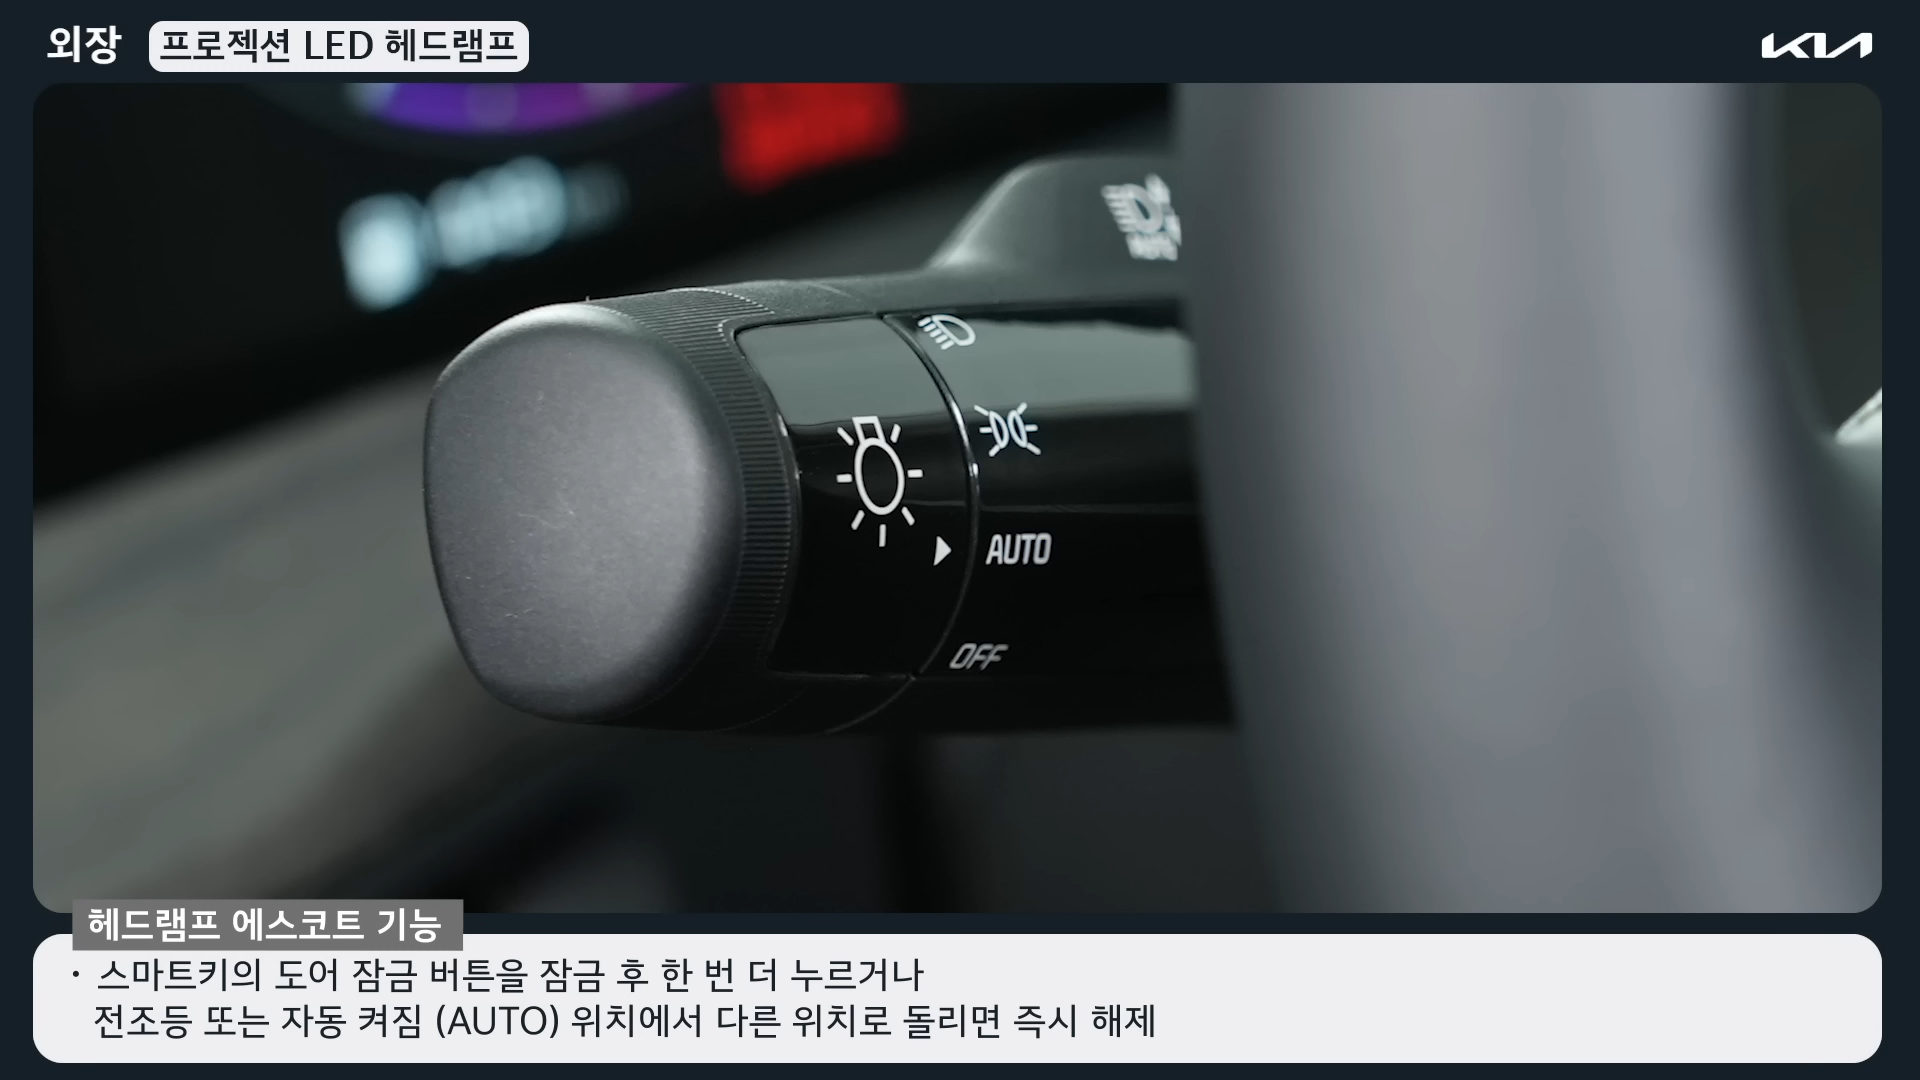 외장
프로젝션 LED 헤드램프
KIA
AUTO
OFF
헤드램프 에스코트 기능
· 스마트키의 도어 잠금 버튼을 잠금 후 한 번 더 누르거나
전조등 또는 자동 켜짐 (AUTO) 위치에서 다른 위치로 돌리면 즉시 해제